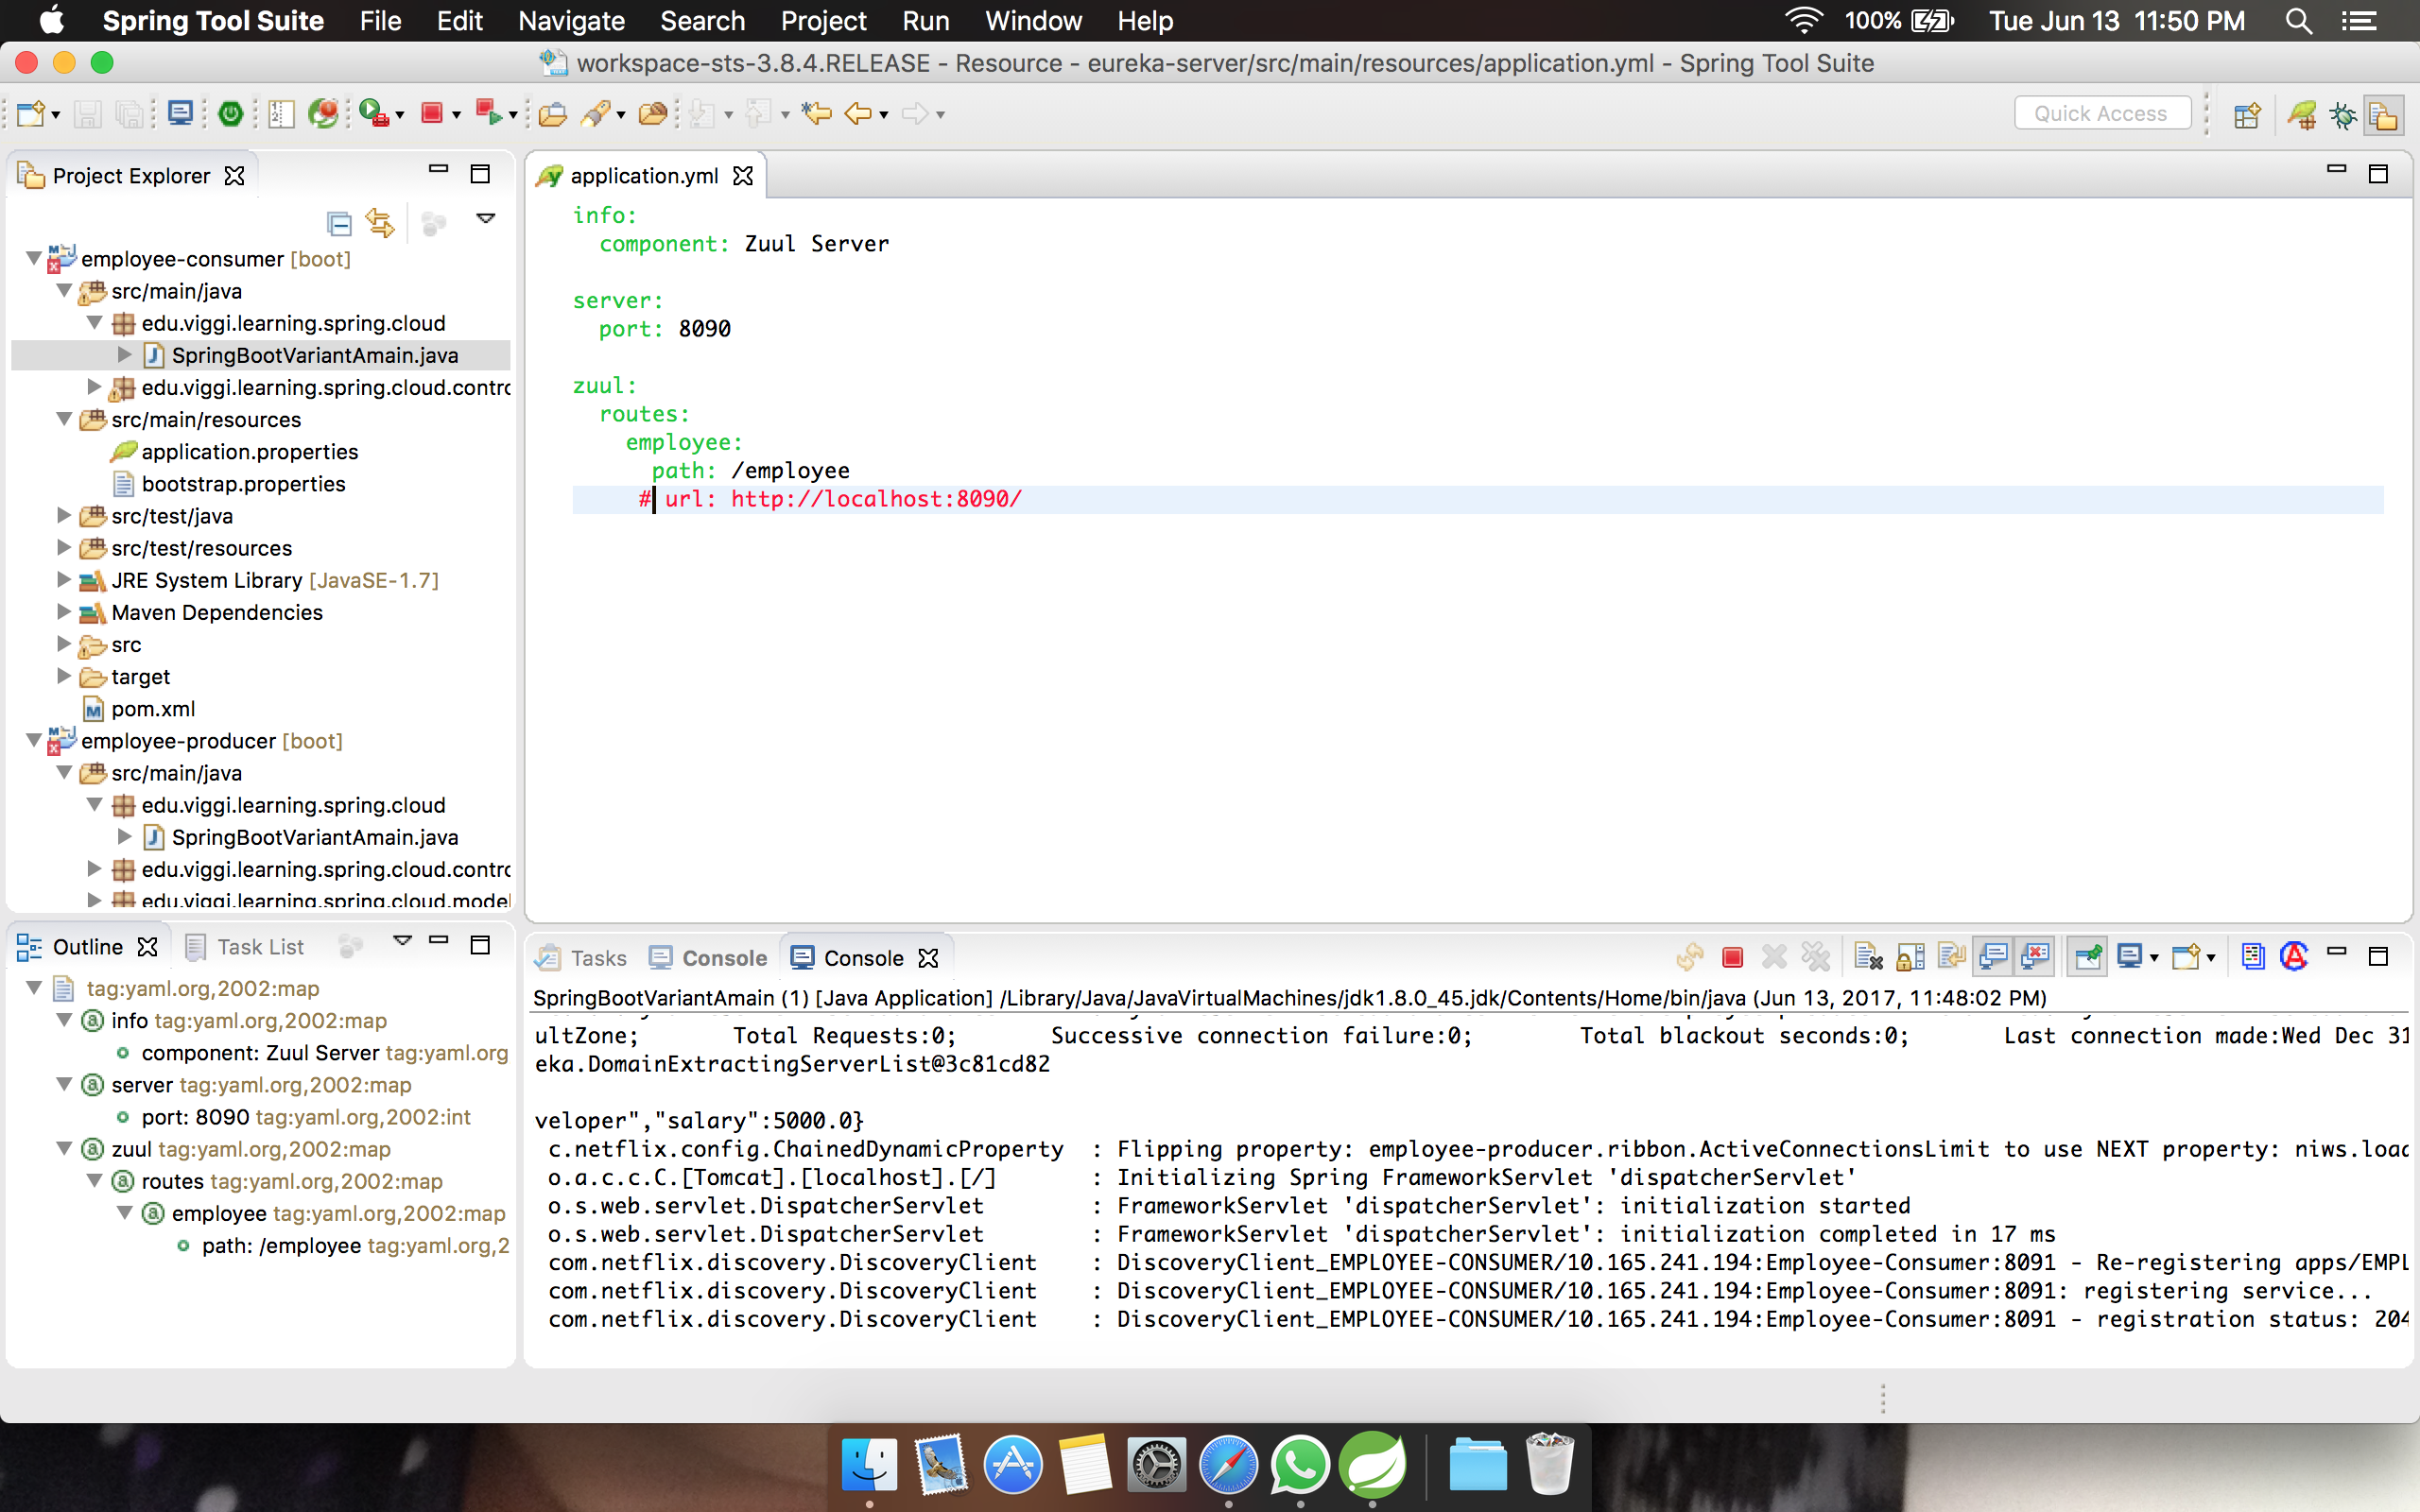 Spring Tool Suite File Edit Navigate Search Project Run Window Help 100% Tue Jun 13 11:50 PM
workspace-sts-3.8.4.RELEASE - Resource - eureka-server/src/main/resources/application.yml - Spring Tool Suite
Quick Access
Project Explorer
employee-consumer [boot]
src/main/java
edu.viggi.learning.spring.cloud
SpringBootVariantAmain.java
edu.viggi.learning.spring.cloud.contro
src/main/resources
application.properties
bootstrap.properties
src/test/java
src/test/resources
JRE System Library [JavaSE-1.7]
Maven Dependencies
src
target
pom.xml
employee-producer [boot]
src/main/java
edu.viggi.learning.spring.cloud
SpringBootVariantAmain.java
edu.viggi.learning.spring.cloud.contro
edu.viggi.learning.spring.cloud.model
application.yml
info:
component: Zuul Server
server:
port: 8090
zuul:
routes:
employee:
path: /employee
# url: http://localhost:8090/
Outline Task List
tag:yaml.org,2002:map
info tag:yaml.org,2002:map
component: Zuul Server tag:yaml.org
server tag:yaml.org,2002:map
port: 8090 tag:yaml.org,2002:int
zuul tag:yaml.org,2002:map
routes tag:yaml.org,2002:map
employee tag:yaml.org,2002:map
path: /employee tag:yaml.org,2
Tasks Console Console
SpringBootVariantAmain (1) [Java Application] /Library/Java/JavaVirtualMachines/jdk1.8.0_45.jdk/Contents/Home/bin/java (Jun 13, 2017, 11:48:02 PM)
ultZone; Total Requests:0; Successive connection failure:0; Total blackout seconds:0; Last connection made:Wed Dec 31
eka.DomainExtractingServerList@3c81cd82
veloper","salary":5000.0}
c.netflix.config.ChainedDynamicProperty : Flipping property: employee-producer.ribbon.ActiveConnectionsLimit to use NEXT property: niws.load
o.a.c.c.C.[Tomcat].[localhost].[/] : Initializing Spring FrameworkServlet 'dispatcherServlet'
o.s.web.servlet.DispatcherServlet : FrameworkServlet 'dispatcherServlet': initialization started
o.s.web.servlet.DispatcherServlet : FrameworkServlet 'dispatcherServlet': initialization completed in 17 ms
com.netflix.discovery.DiscoveryClient : DiscoveryClient_EMPLOYEE-CONSUMER/10.165.241.194:Employee-Consumer:8091 - Re-registering apps/EMPL
com.netflix.discovery.DiscoveryClient : DiscoveryClient_EMPLOYEE-CONSUMER/10.165.241.194:Employee-Consumer:8091: registering service...
com.netflix.discovery.DiscoveryClient : DiscoveryClient_EMPLOYEE-CONSUMER/10.165.241.194:Employee-Consumer:8091 - registration status: 204